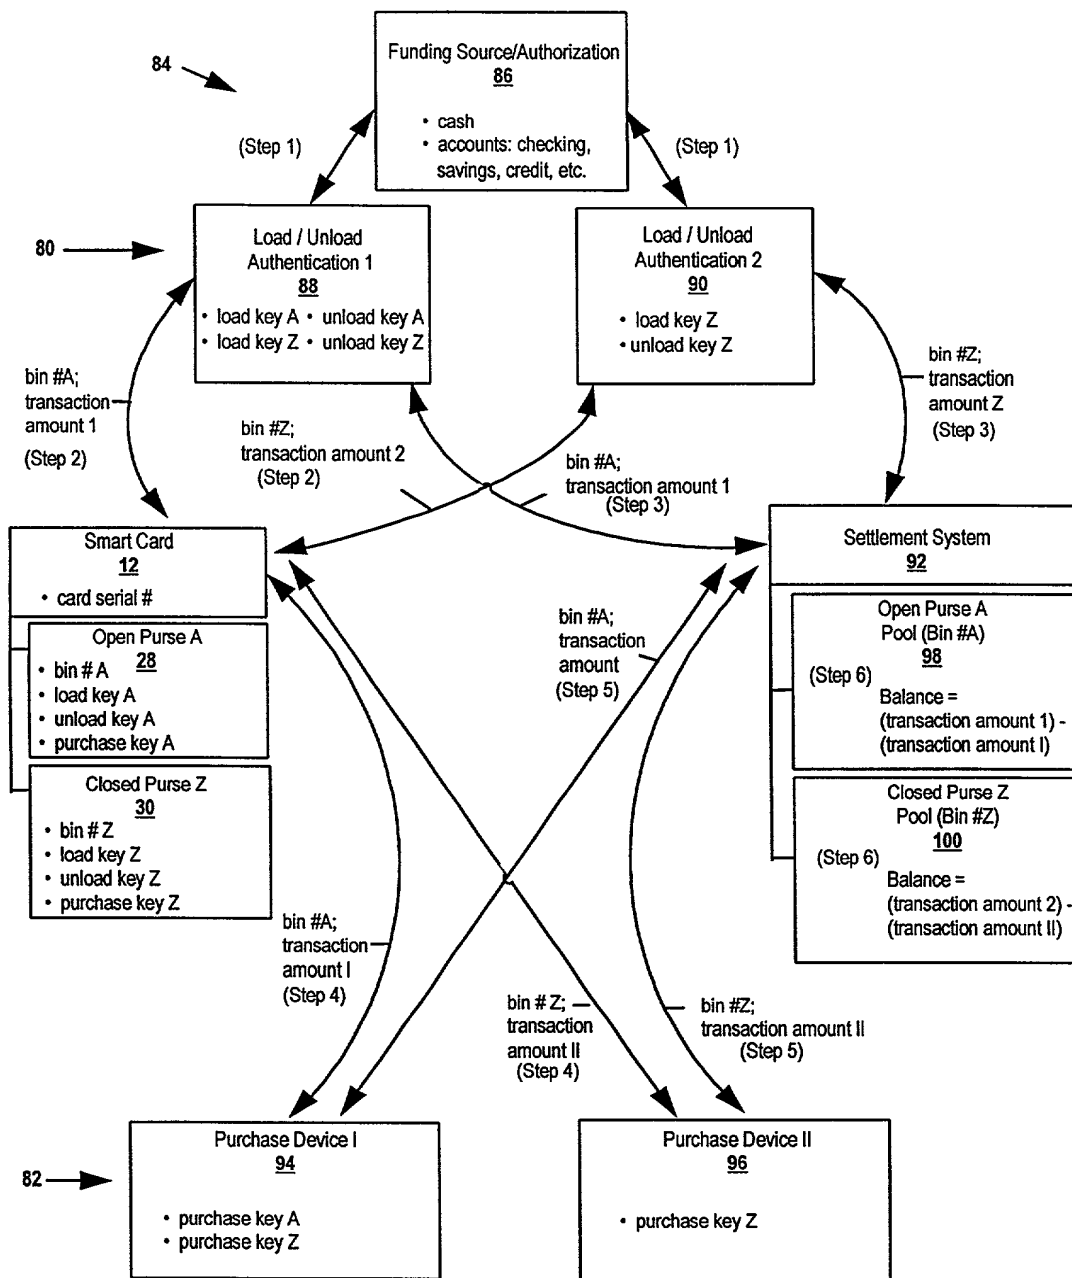 Funding Source/Authorization
86
• cash
• accounts: checking,
savings, credit, etc.
84
(Step 1)
(Step 1)
80
Load / Unload
Authentication 1
88
• load key A • unload key A
• load key Z • unload key Z
Load / Unload
Authentication 2
90
• load key Z
• unload key Z
bin #A;
transaction
amount 1
(Step 2)
bin #Z;
transaction amount 2
(Step 2)
bin #A;
transaction amount 1
(Step 3)
bin #Z;
transaction
amount Z
(Step 3)
Smart Card
12
• card serial #
Open Purse A
28
• bin # A
• load key A
• unload key A
• purchase key A
Closed Purse Z
30
• bin # Z
• load key Z
• unload key Z
• purchase key Z
Settlement System
92
Open Purse A
Pool (Bin #A)
98
(Step 6)
Balance =
(transaction amount 1) -
(transaction amount I)
Closed Purse Z
Pool (Bin #Z)
100
(Step 6)
Balance =
(transaction amount 2) -
(transaction amount II)
bin #A;
transaction
amount
(Step 5)
bin #A;
transaction
amount I
(Step 4)
bin # Z;
transaction
amount II
(Step 4)
bin #Z;
transaction amount II
(Step 5)
82
Purchase Device I
94
• purchase key A
• purchase key Z
Purchase Device II
96
• purchase key Z